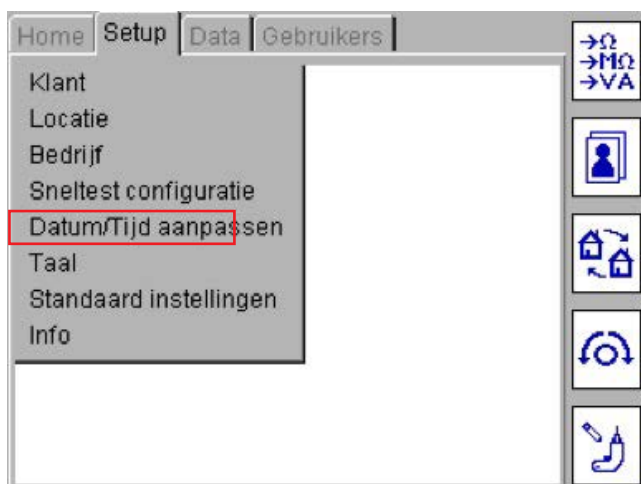 Home Setup Data Gebruikers
Klant
Locatie
Bedrijf
Sneltest configuratie
Datum/Tijd aanpassen
Taal
Standaard instellingen
Info
→Ω
→MΩ
→VA